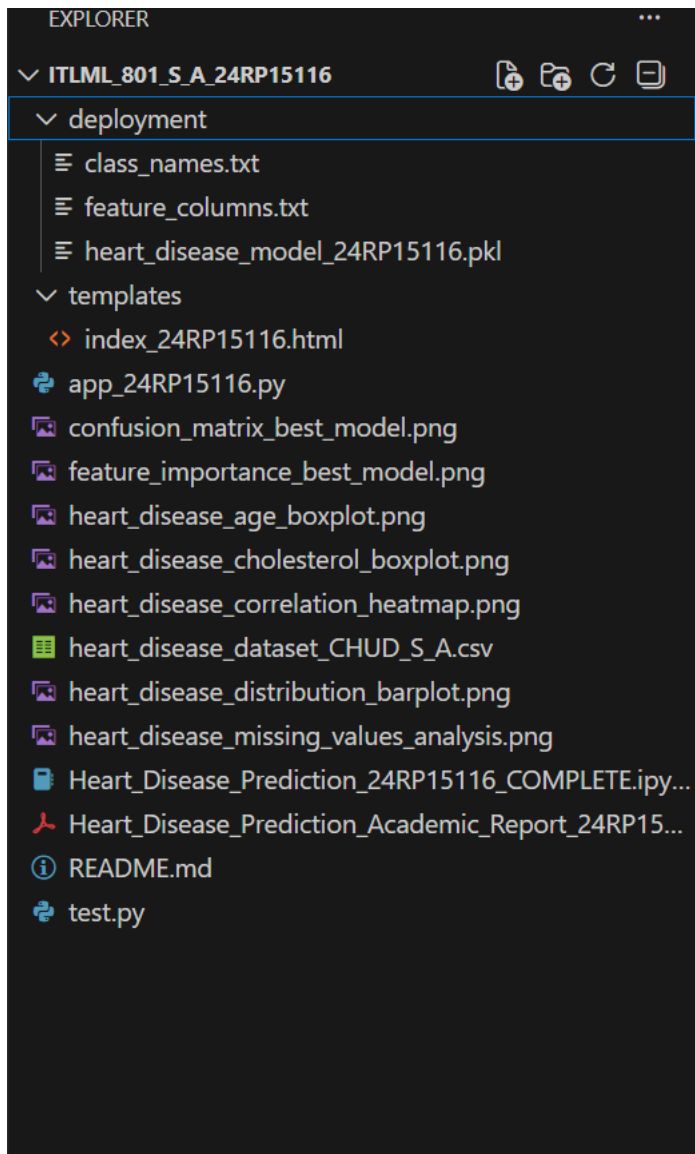 EXPLORER
ITLML_801_S_A_24RP15116
deployment
class_names.txt
feature_columns.txt
heart_disease_model_24RP15116.pkl
templates
index_24RP15116.html
app_24RP15116.py
confusion_matrix_best_model.png
feature_importance_best_model.png
heart_disease_age_boxplot.png
heart_disease_cholesterol_boxplot.png
heart_disease_correlation_heatmap.png
heart_disease_dataset_CHUD_S_A.csv
heart_disease_distribution_barplot.png
heart_disease_missing_values_analysis.png
Heart_Disease_Prediction_24RP15116_COMPLETE.ipy...
Heart_Disease_Prediction_Academic_Report_24RP15...
README.md
test.py